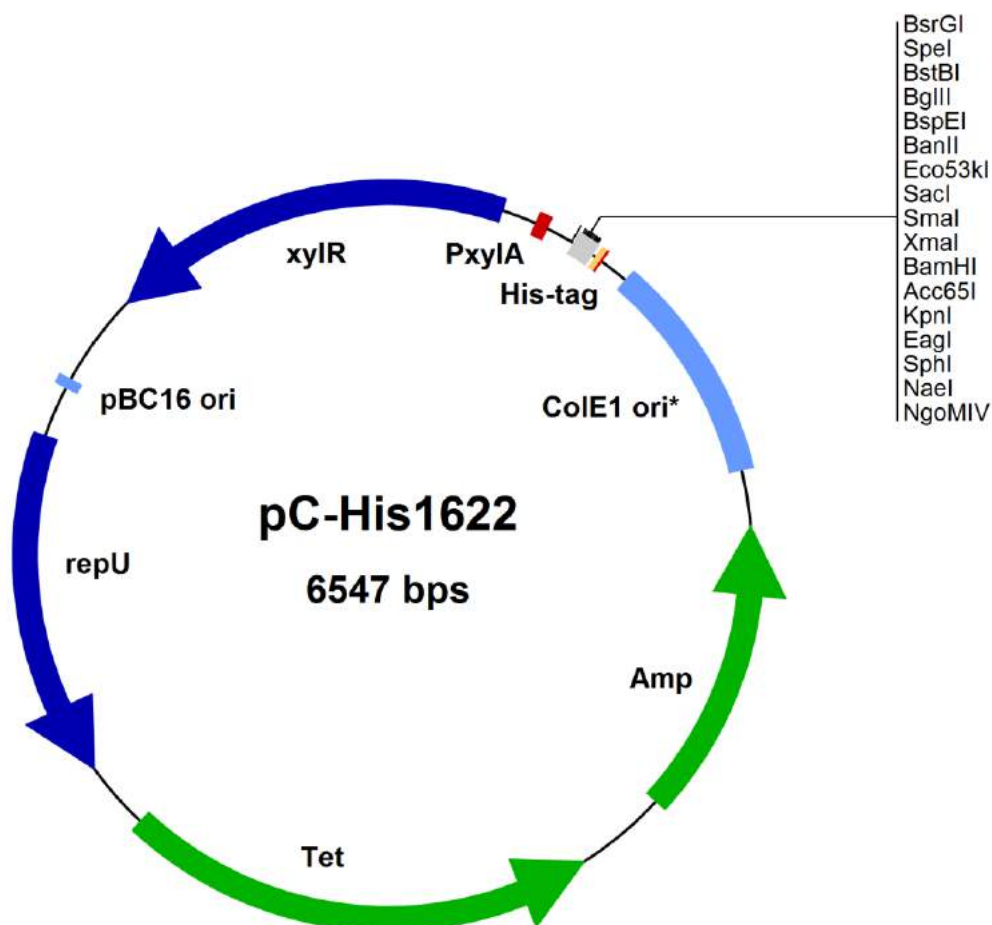 BsrGI
SpeI
BstBI
BglII
BspEI
BanII
Eco53kI
SacI
SmaI
XmaI
BamHI
Acc65I
KpnI
EagI
SphI
NaeI
NgoMIV
xylR
PxylA
His-tag
pBC16 ori
ColE1 ori*
pC-His1622
6547 bps
repU
Amp
Tet